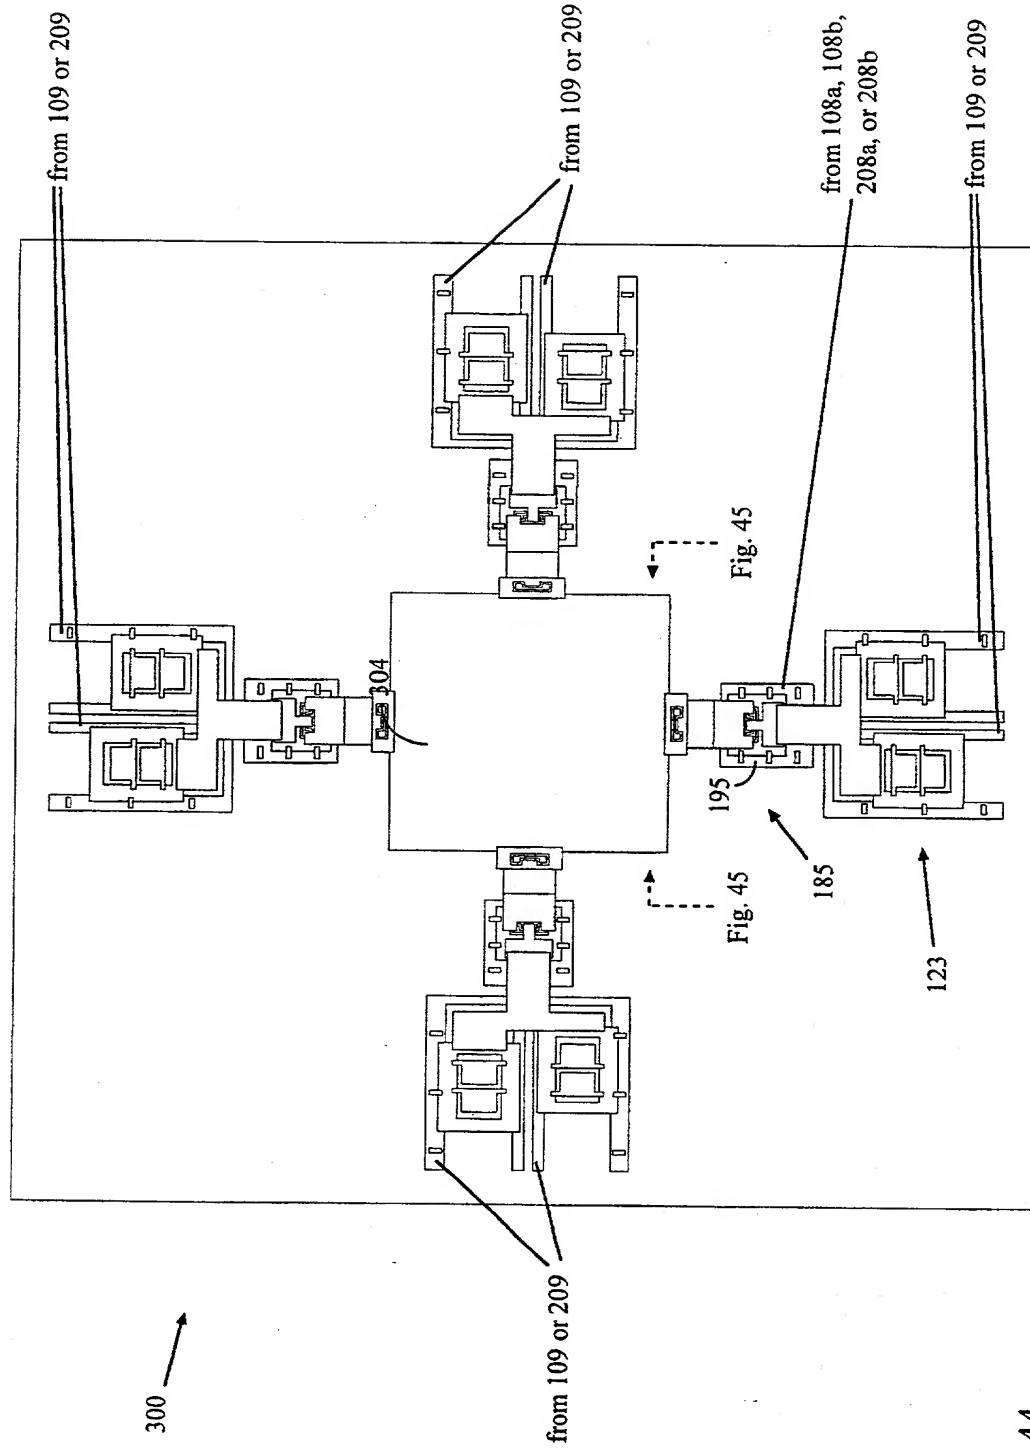 44
from 109 or 209
300
304
from 109 or 209
from 109 or 209
195
Fig. 45
Fig. 45
185
from 108a, 108b,
208a, or 208b
123
from 109 or 209